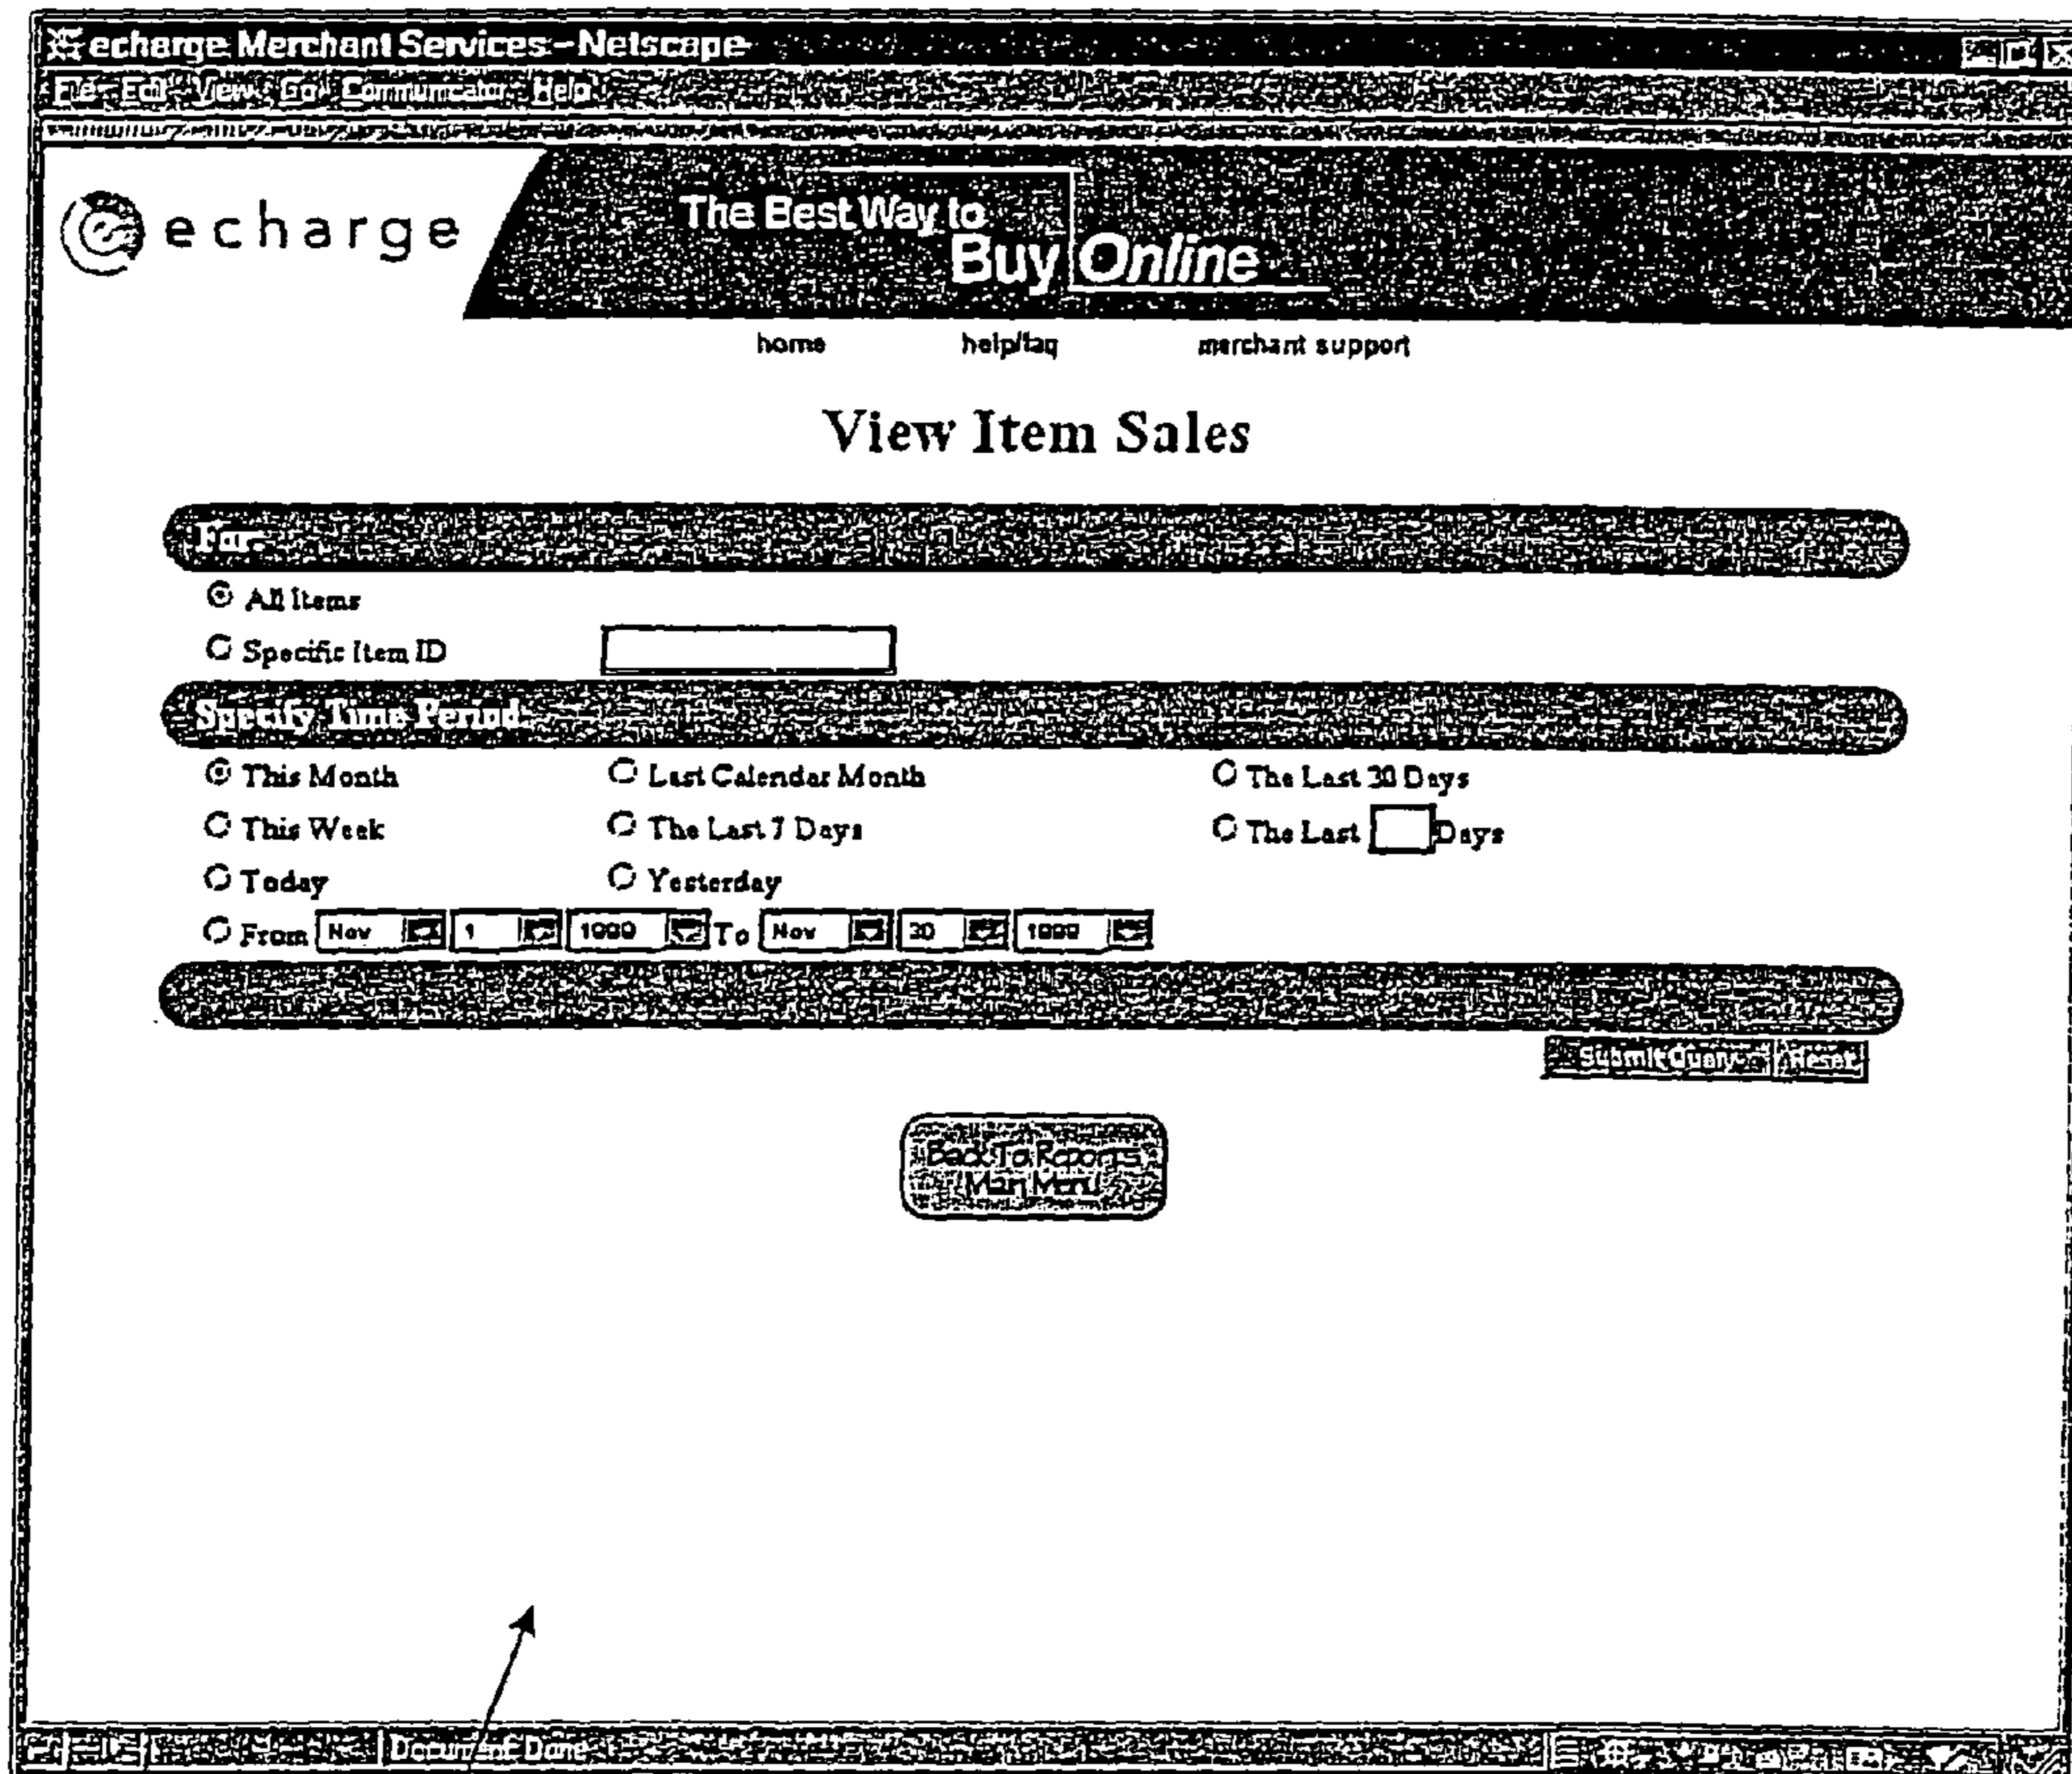 echarge Merchant Services - Netscape
File Edit View Go Communicator Help
echarge
The Best Way to
Buy Online
home help/faq merchant support
View Item Sales
For
All Items
Specific Item ID
Specify Time Period
This Month Last Calendar Month The Last 30 Days
This Week The Last 7 Days The Last Days
Today Yesterday
From Nov 1 1999 To Nov 30 1999
Submit Query Reset
Back To Reports
Main Menu
Document Done